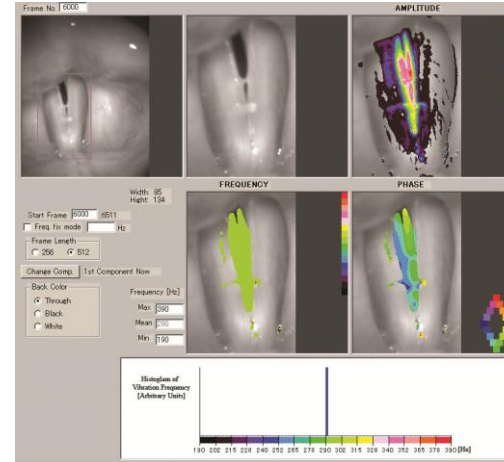 Frame No. 6000
AMPLITUDE
Width: 85
Hight: 134
FREQUENCY
PHASE
Start Frame 6000 :6511
Freq. fix mode Hz
Frame Length
256 512
Change Comp. 1st Component Now
Back Color
Through
Black
White
Frequency [Hz]
Max 390
Mean 290
Min 190
Histoglam of
Vibration Frequency
[Arbitrary Units]
190 202 215 228 240 252 265 278 290 302 315 328 340 352 365 378 390 [Hz]